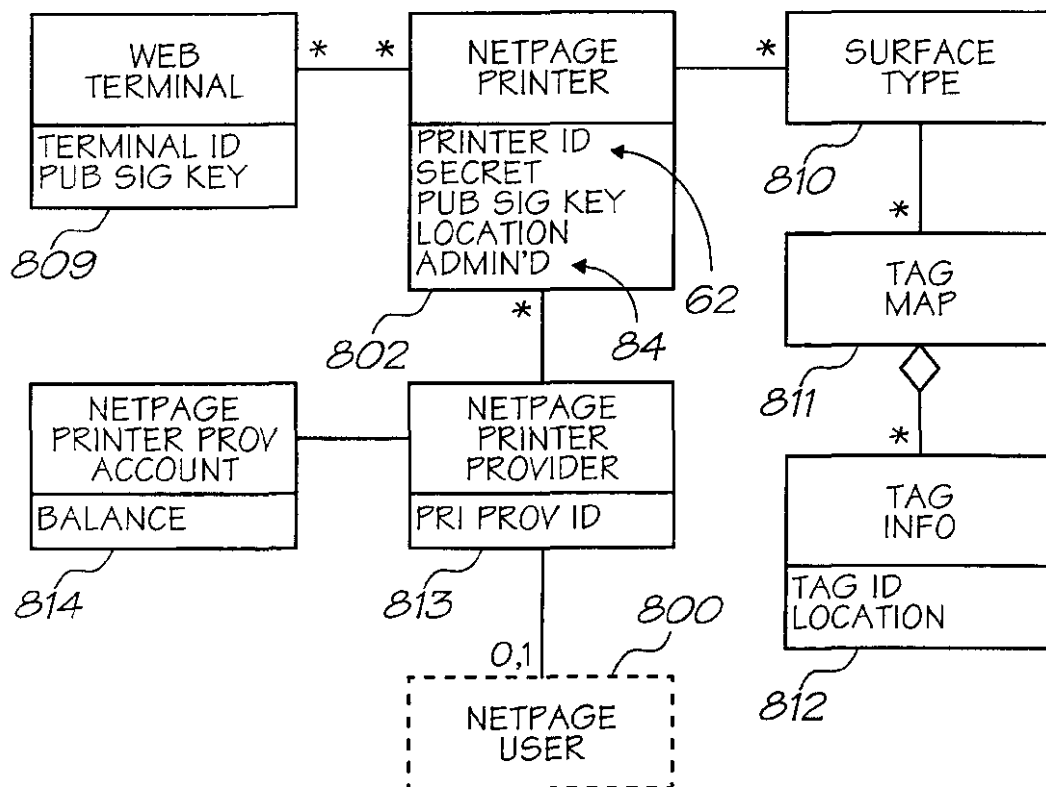 WEB
TERMINAL
TERMINAL ID
PUB SIG KEY
809
* *
NETPAGE
PRINTER
PRINTER ID
SECRET
PUB SIG KEY
LOCATION
ADMIN'D
802
62
84
*
SURFACE
TYPE
810
*
TAG
MAP
811
*
TAG
INFO
TAG ID
LOCATION
812
*
NETPAGE
PRINTER PROV
ACCOUNT
BALANCE
814
NETPAGE
PRINTER
PROVIDER
PRI PROV ID
813
0,1
800
NETPAGE
USER